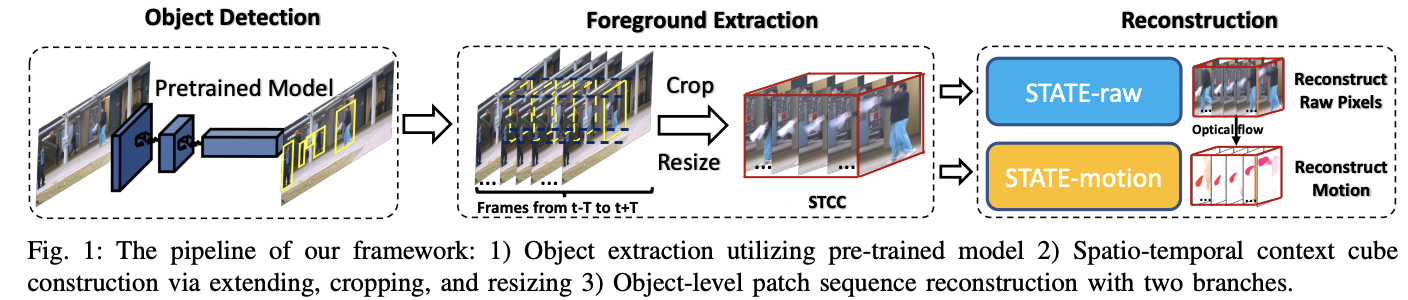 Object Detection
Foreground Extraction
Reconstruction
Pretrained Model
Crop
Resize
...
...
Frames from t-T to t+T
...
...
STCC
STATE-raw
Reconstruct
Raw Pixels
...
...
Optical flow
STATE-motion
Reconstruct
Motion
...
...
Fig. 1: The pipeline of our framework: 1) Object extraction utilizing pre-trained model 2) Spatio-temporal context cube
construction via extending, cropping, and resizing 3) Object-level patch sequence reconstruction with two branches.